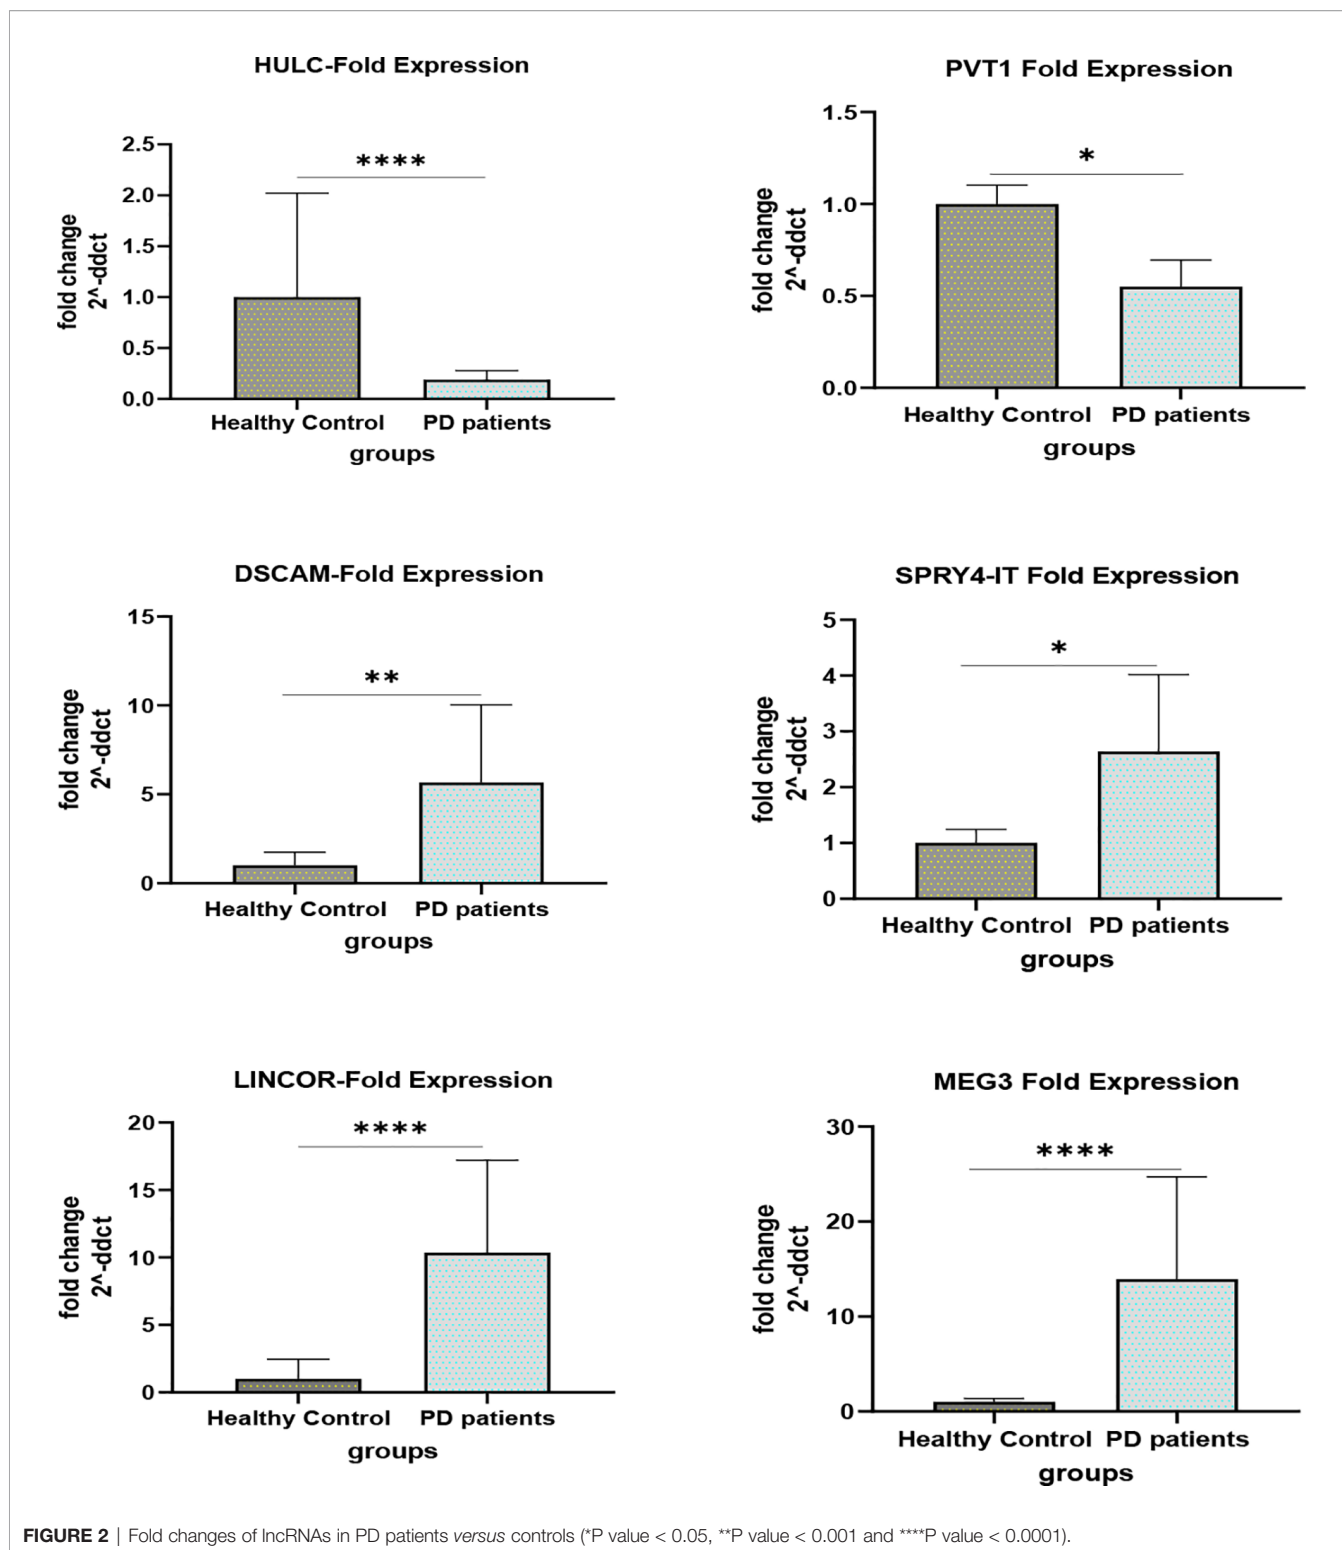 HULC-Fold Expression
2.5
2.0
1.5
1.0
0.5
0.0
fold change
2^-ddct
****
Healthy Control PD patients
groups
PVT1 Fold Expression
1.5
1.0
0.5
0.0
fold change
2^-ddct
*
Healthy Control PD patients
groups
DSCAM-Fold Expression
15
10
5
0
fold change
2^-ddct
**
Healthy Control PD patients
groups
SPRY4-IT Fold Expression
5
4
3
2
1
0
fold change
2^-ddct
*
Healthy Control PD patients
groups
LINCOR-Fold Expression
20
15
10
5
0
fold change
2^-ddct
****
Healthy Control PD patients
groups
MEG3 Fold Expression
30
20
10
0
fold change
2^-ddct
****
Healthy Control PD patients
groups
FIGURE 2 | Fold changes of lncRNAs in PD patients versus controls (*P value < 0.05, **P value < 0.001 and ****P value < 0.0001).